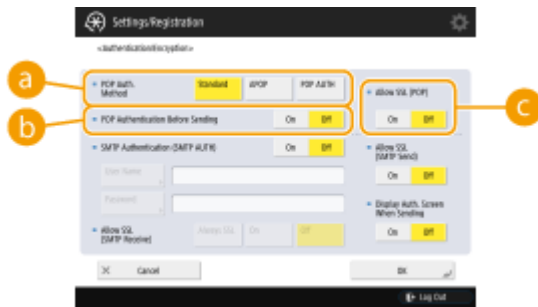 Settings/Registration
<Authentication/Encryption>
a
POP Auth.
Method
Standard
APOP
POP AUTH
Allow SSL (POP)
On
Off
c
b
POP Authentication Before Sending
On
Off
SMTP Authentication (SMTP AUTH)
On
Off
Allow SSL
(SMTP Send)
On
Off
User Name
Password
Display Auth. Screen
When Sending
On
Off
Allow SSL
(SMTP Receive)
Always SSL
On
Off
Cancel
OK
Log Out